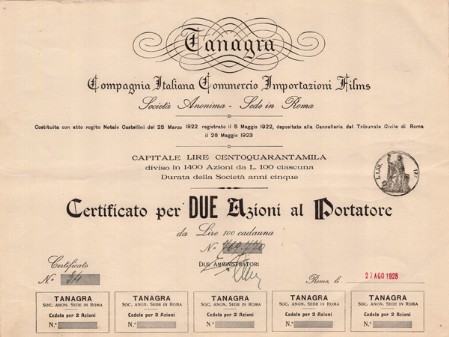 Tanagra
Compagnia Italiana Commercio Importazioni Films
Società Anonima - Sede in Roma
Costituita con atto rogito Notaio Castellini del 28 Marzo 1922 registrato il 5 Maggio 1922, depositato alla Cancelleria del Tribunale Civile di Roma
il 26 Maggio 1923
CAPITALE LIRE CENTOQUARANTAMILA
diviso in 1400 Azioni da L. 100 ciascuna
Durata della Società anni cinque
Certificato per DUE Azioni al Portatore
da Lire 100 cadauna
N.
Due Amministratori
Certificato
N.
Roma, li
27 AGO 1923
TANAGRA TANAGRA TANAGRA TANAGRA TANAGRA
SOC. ANON. SEDE IN ROMA SOC. ANON. SEDE IN ROMA SOC. ANON. SEDE IN ROMA SOC. ANON. SEDE IN ROMA SOC. ANON. SEDE IN ROMA
Cedola per 2 Azioni Cedola per 2 Azioni Cedola per 2 Azioni Cedola per 2 Azioni Cedola per 2 Azioni
N.° N.° N.° N.° N.°